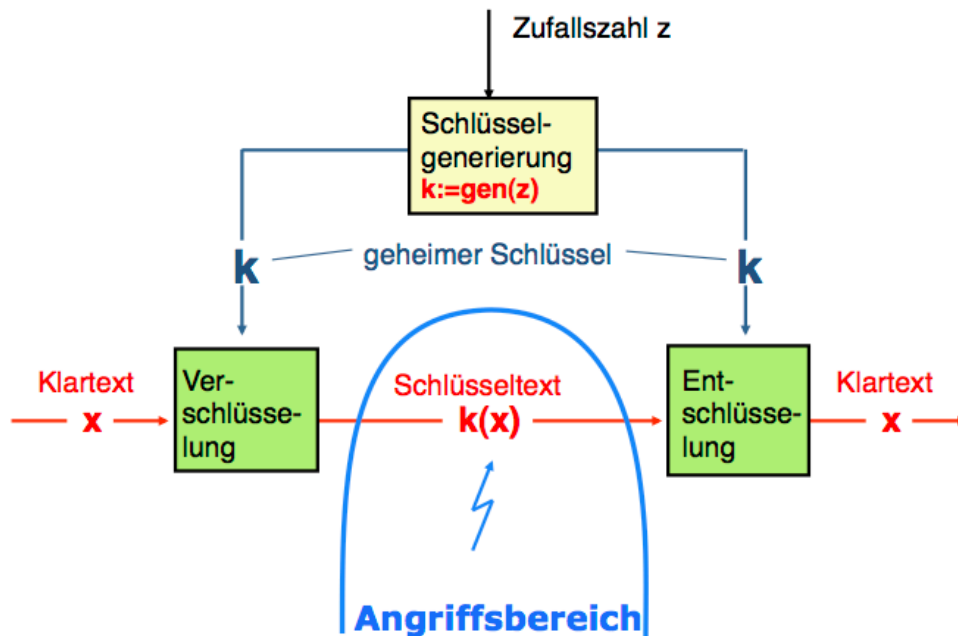 Zufallszahl z
Schlüssel-
generierung
k:=gen(z)
k
geheimer Schlüssel
k
Klartext
x
Ver-
schlüsse-
lung
Schlüsseltext
k(x)
Ent-
schlüsse-
lung
Klartext
x
Angriffsbereich